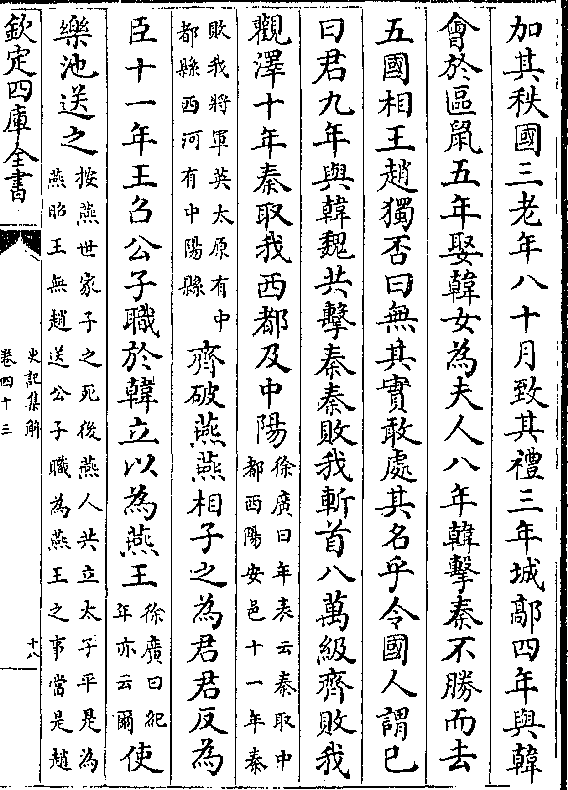 加其秩國三老年八十月致其禮三年城鄗四年與韓
會於區鼠五年娶韓女為夫人八年韓擊秦不勝而去
五國相王趙獨否曰無其實敢處其名乎令國人謂已
曰君九年與韓魏共擊秦秦敗我斬首八萬級齊敗我
觀澤十年秦取我西都及中陽徐廣曰年表云秦取中
都西陽安邑十一年秦
敗我將軍英太原有中
都縣西河有中陽縣齊破燕燕相子之為君君反為
臣十一年王召公子職於韓立以為燕王徐廣曰紀
年亦云爾使
樂池送之按燕世家子之死後燕人共立太子平是為
燕昭王無趙送公子職為燕王之事當是趙
欽定四庫全書
史記集解
卷四十三
十八